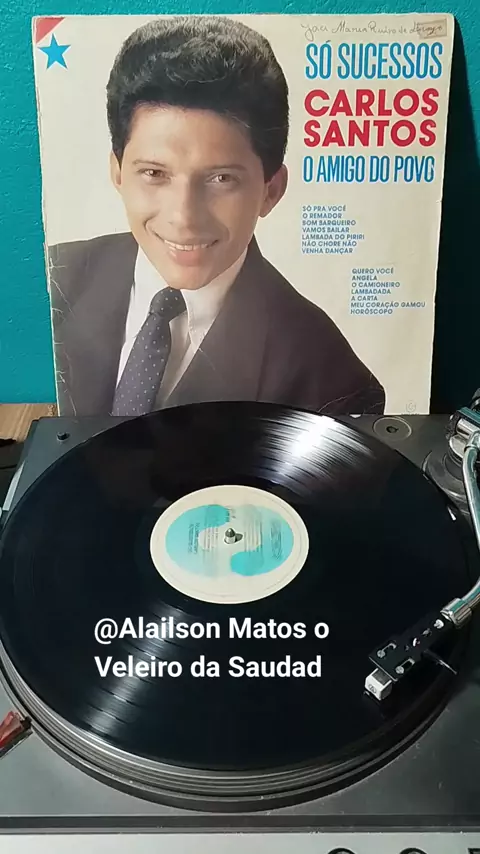 SÓ SUCESSOS
CARLOS
SANTOS
O AMIGO DO POVO
SÓ PRA VOCÊ
O REMADOR
BOM BARQUEIRO
VAMOS BAILAR
LAMBADA DO PIRIRI
NÃO CHORE NÃO
VENHA DANÇAR
QUERO VOCÊ
ANGELA
O CAMIONEIRO
LAMBADADA
A CARTA
MEU CORAÇÃO GAMOU
HORÓSCOPO
@Alailson Matos o
Veleiro da Saudad